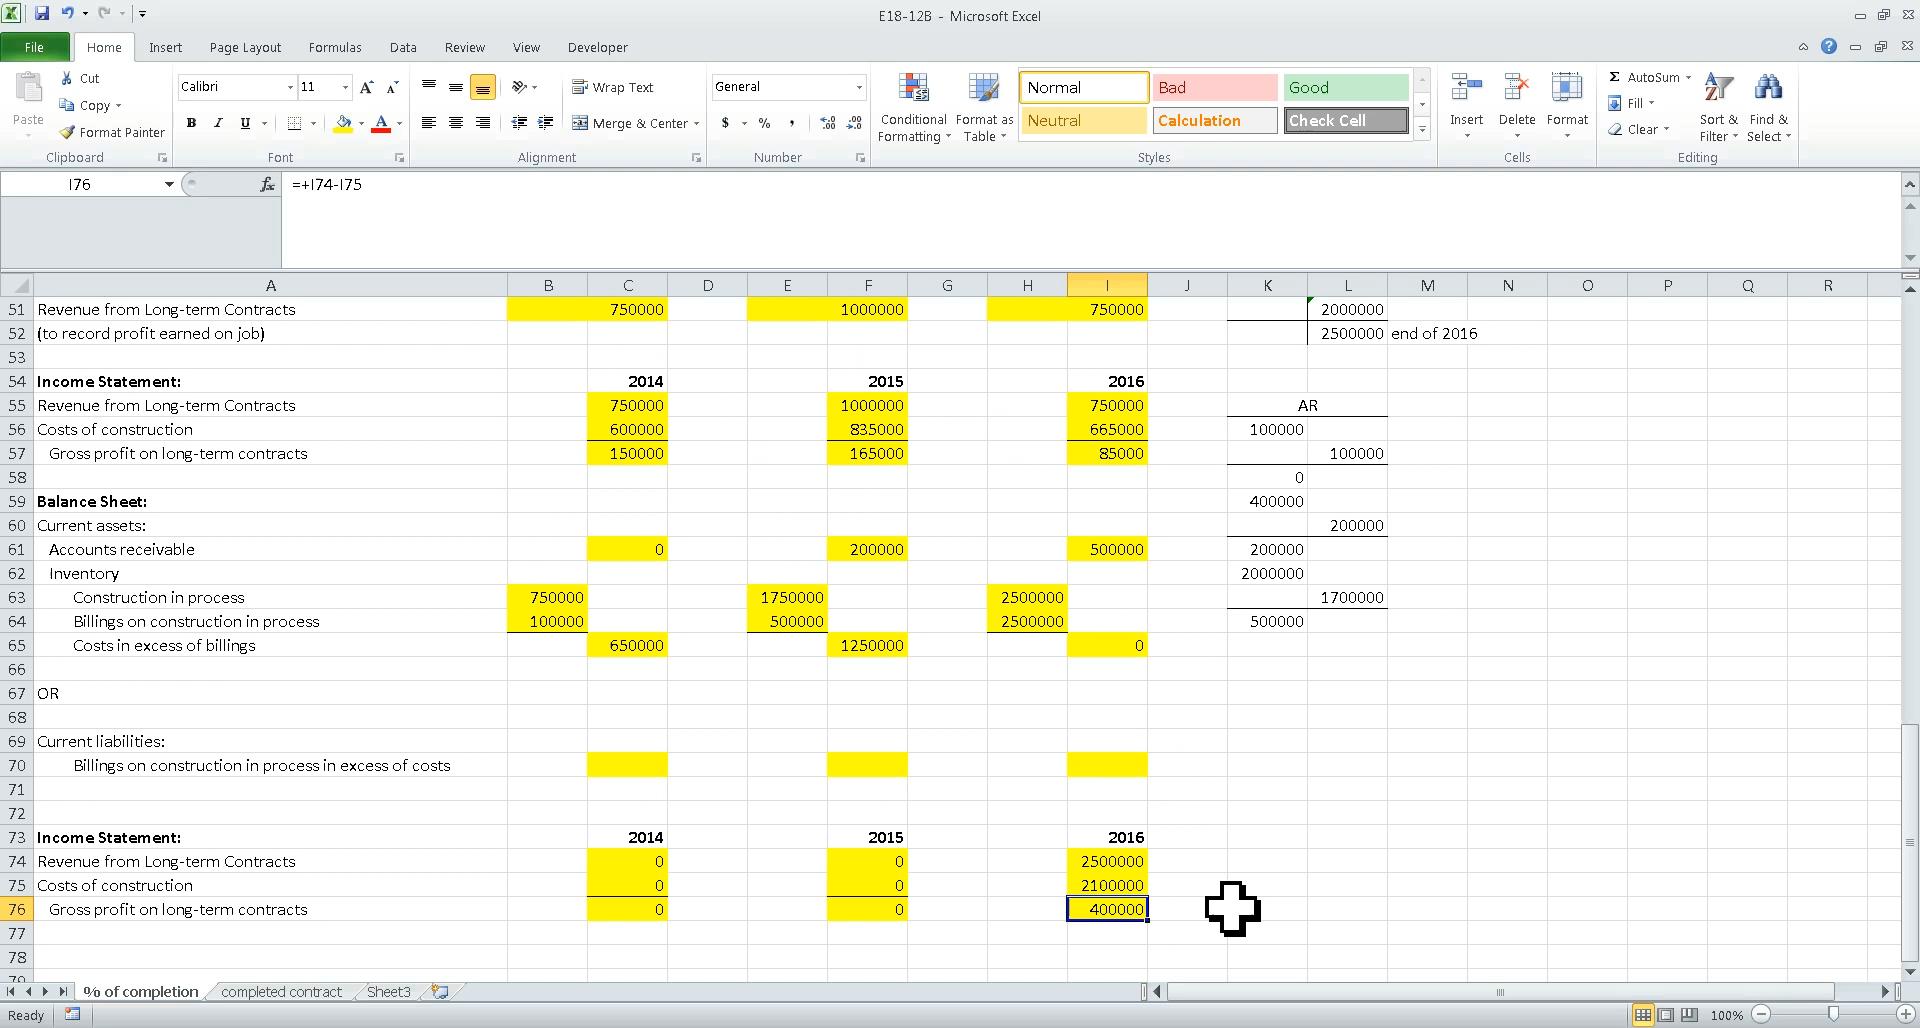 E18-12B - Microsoft Excel
File Home Insert Page Layout Formulas Data Review View Developer
Paste
Cut
Copy
Format Painter
Clipboard
Calibri 11
B I U
Font
Wrap Text
Merge & Center
Alignment
General
$ % ,
Number
Conditional Formatting
Format as Table
Normal Bad Good
Neutral Calculation Check Cell
Styles
Insert Delete Format
Cells
Σ AutoSum
Fill
Clear
Sort & Filter
Find & Select
Editing
I76 fx =+I74-I75
A B C D E F G H I J K L M N O P Q R
51 Revenue from Long-term Contracts 750000 1000000 750000 2000000
52 (to record profit earned on job) 2500000 end of 2016
53
54 Income Statement: 2014 2015 2016
55 Revenue from Long-term Contracts 750000 1000000 750000 AR
56 Costs of construction 600000 835000 665000 100000
57 Gross profit on long-term contracts 150000 165000 85000 100000
58 0
59 Balance Sheet: 400000
60 Current assets: 200000
61 Accounts receivable 0 200000 500000 200000
62 Inventory 2000000
63 Construction in process 750000 1750000 2500000 1700000
64 Billings on construction in process 100000 500000 2500000 500000
65 Costs in excess of billings 650000 1250000 0
66
67 OR
68
69 Current liabilities:
70 Billings on construction in process in excess of costs
71
72
73 Income Statement: 2014 2015 2016
74 Revenue from Long-term Contracts 0 0 2500000
75 Costs of construction 0 0 2100000
76 Gross profit on long-term contracts 0 0 400000
77
78
79
% of completion completed contract Sheet3
Ready 100%